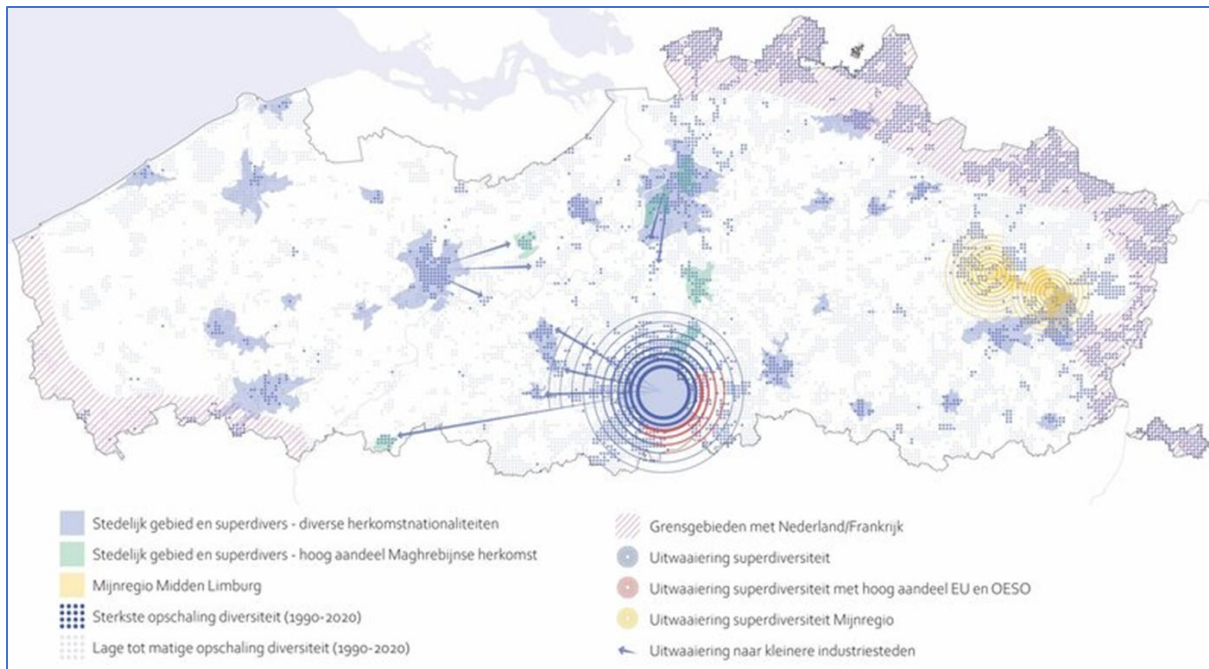 Stedelijk gebied en superdivers - diverse herkomstnationaliteiten
Stedelijk gebied en superdivers - hoog aandeel Maghrebijnse herkomst
Mijnregio Midden Limburg
Sterkste opschaling diversiteit (1990-2020)
Lage tot matige opschaling diversiteit (1990-2020)
Grensgebieden met Nederland/Frankrijk
Uitwaaiering superdiversiteit
Uitwaaiering superdiversiteit met hoog aandeel EU en OESO
Uitwaaiering superdiversiteit Mijnregio
Uitwaaiering naar kleinere industriesteden